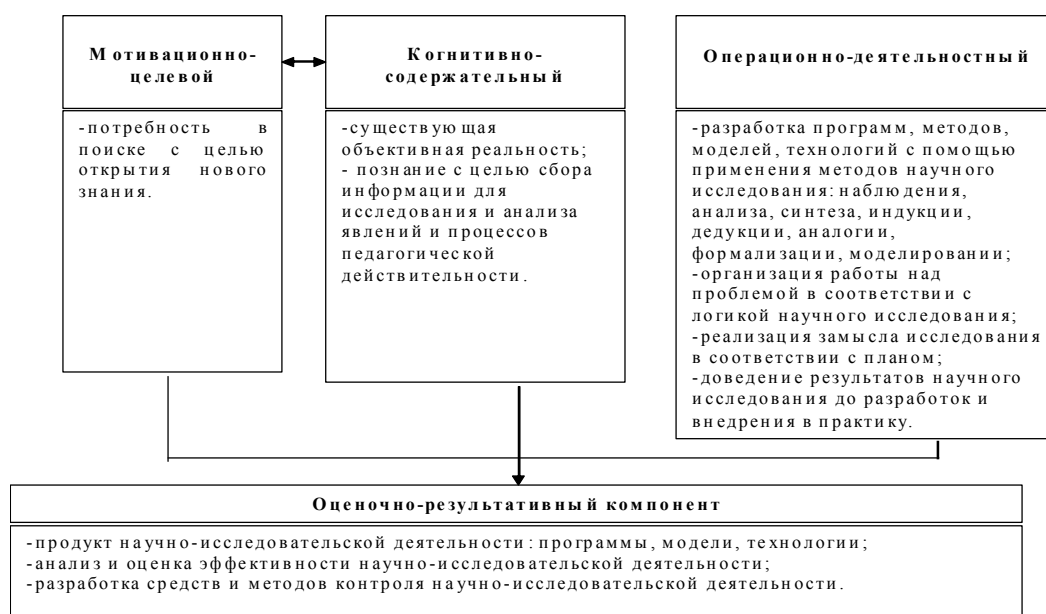 Мотивационно-
целевой
Когнитивно-
содержательный
Операционно-деятельностный
-потребность в
поиске с целью
открытия нового
знания.
-существующая
объективная реальность;
- познание с целью сбора
информации для
исследования и анализа
явлений и процессов
педагогической
действительности.
-разработка программ, методов,
моделей, технологий с помощью
применения методов научного
исследования: наблюдения,
анализа, синтеза, индукции,
дедукции, аналогии,
формализации, моделировании;
-организация работы над
проблемой в соответствии с
логикой научного исследования;
-реализация замысла исследования
в соответствии с планом;
-доведение результатов научного
исследования до разработок и
внедрения в практику.
Оценочно-результативный компонент
-продукт научно-исследовательской деятельности: программы, модели, технологии;
-анализ и оценка эффективности научно-исследовательской деятельности;
-разработка средств и методов контроля научно-исследовательской деятельности.